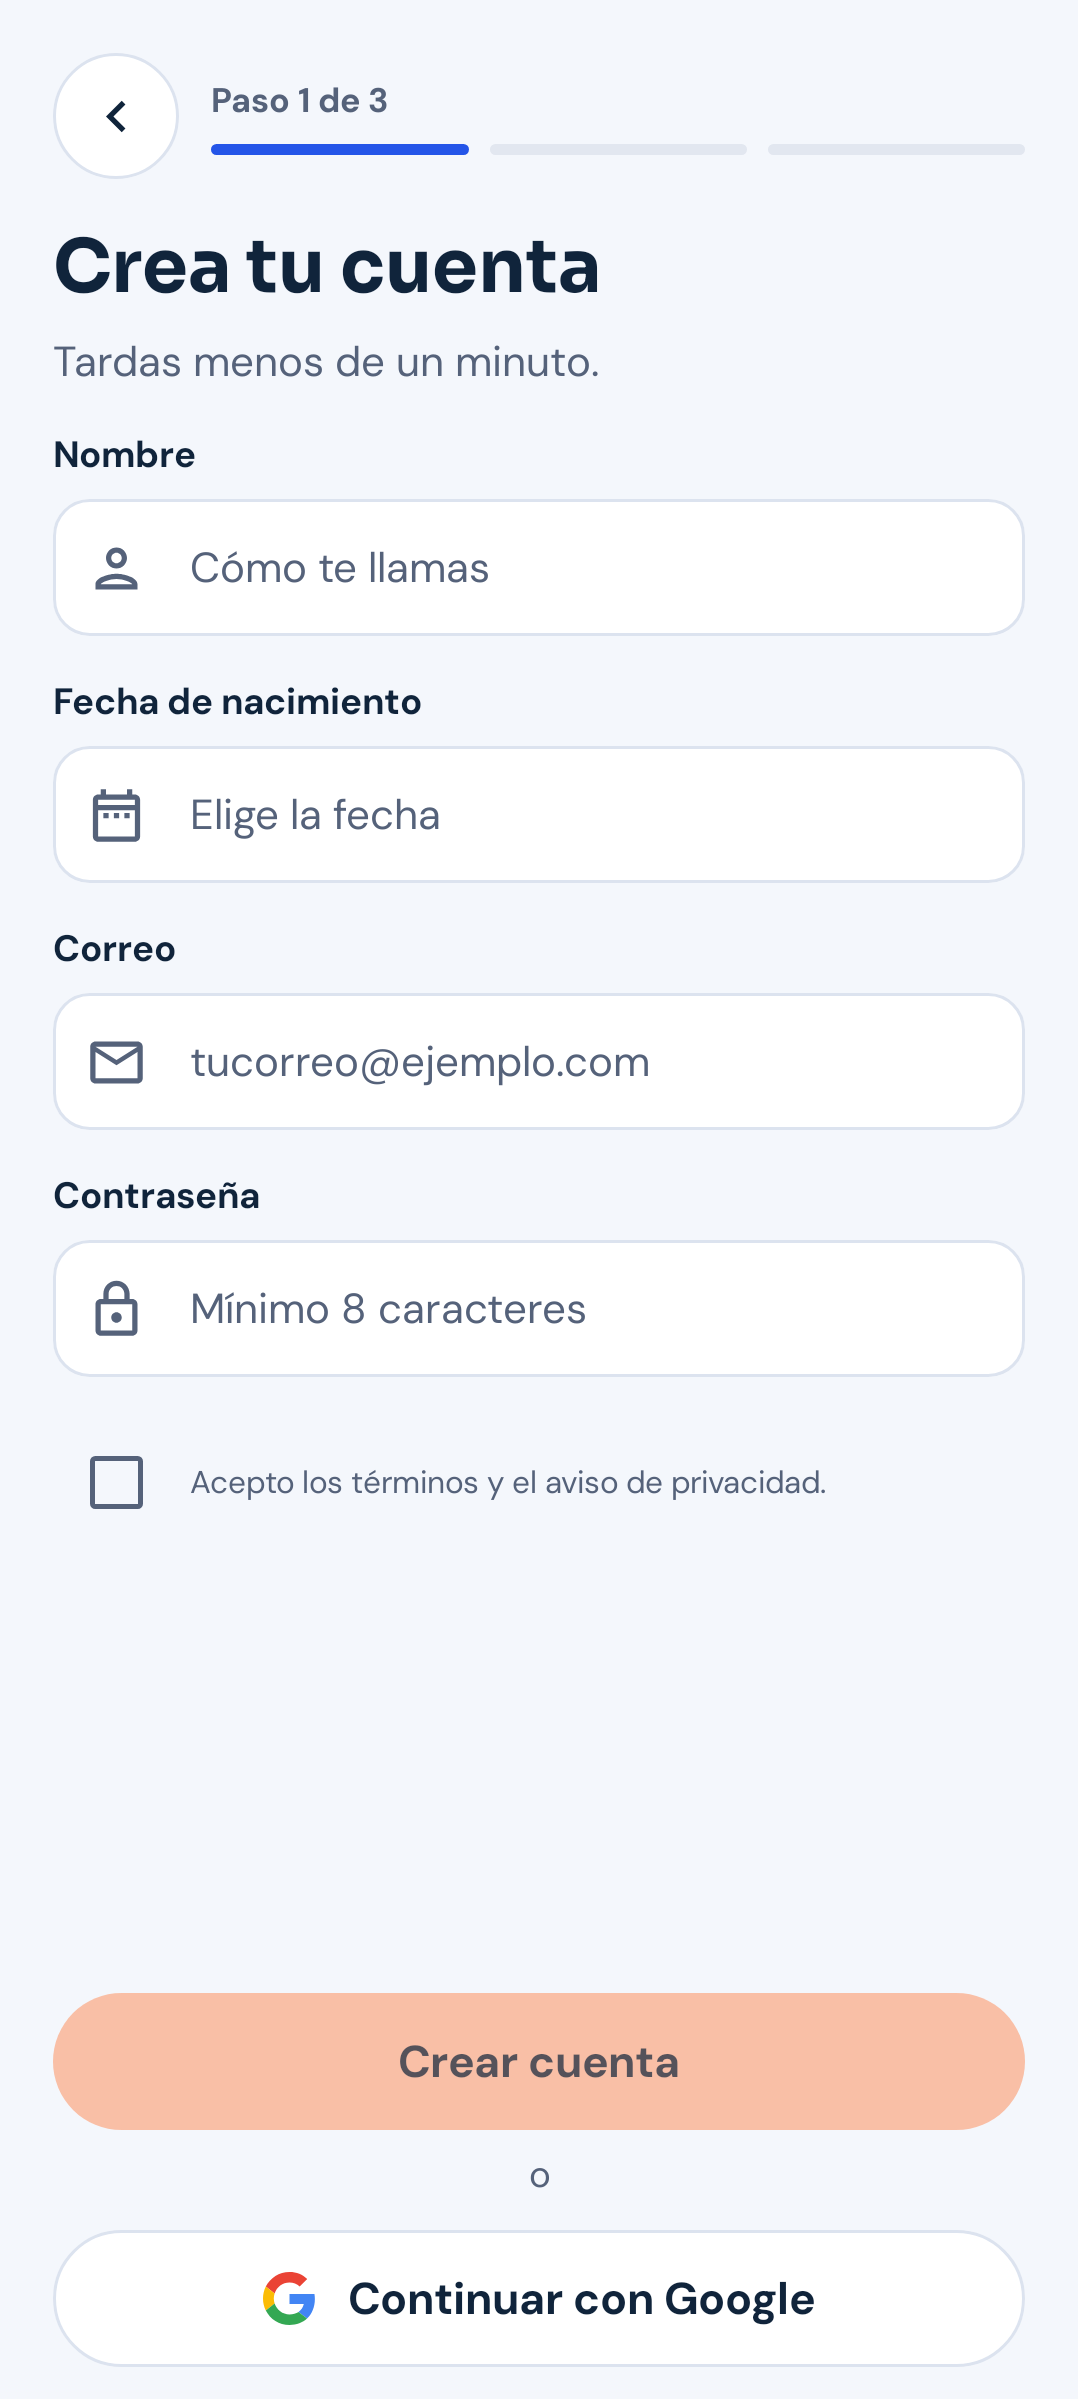 Paso 1 de 3
Crea tu cuenta
Tardas menos de un minuto.
Nombre
Cómo te llamas
Fecha de nacimiento
Elige la fecha
Correo
tucorreo@ejemplo.com
Contraseña
Mínimo 8 caracteres
Acepto los términos y el aviso de privacidad.
Crear cuenta
o
Continuar con Google